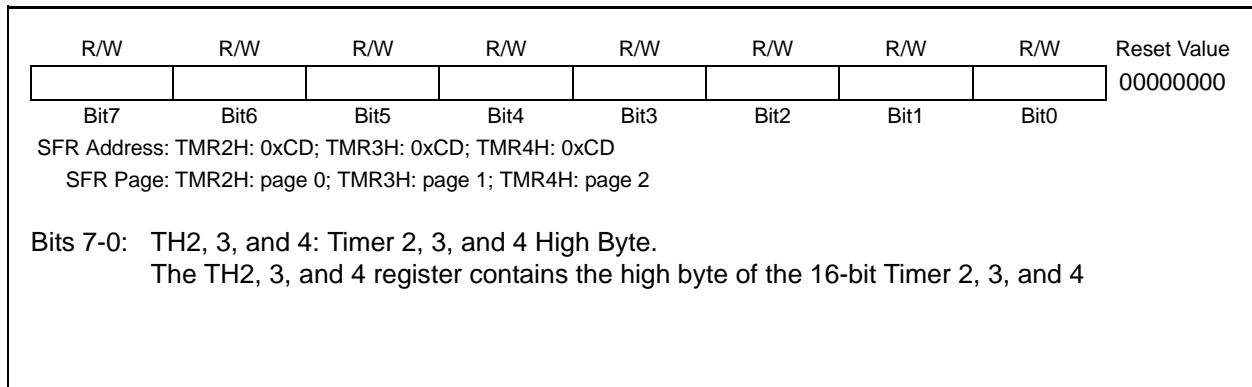 R/W R/W R/W R/W R/W R/W R/W R/W Reset Value
00000000
Bit7 Bit6 Bit5 Bit4 Bit3 Bit2 Bit1 Bit0
SFR Address: TMR2H: 0xCD; TMR3H: 0xCD; TMR4H: 0xCD
SFR Page: TMR2H: page 0; TMR3H: page 1; TMR4H: page 2
Bits 7-0: TH2, 3, and 4: Timer 2, 3, and 4 High Byte.
The TH2, 3, and 4 register contains the high byte of the 16-bit Timer 2, 3, and 4